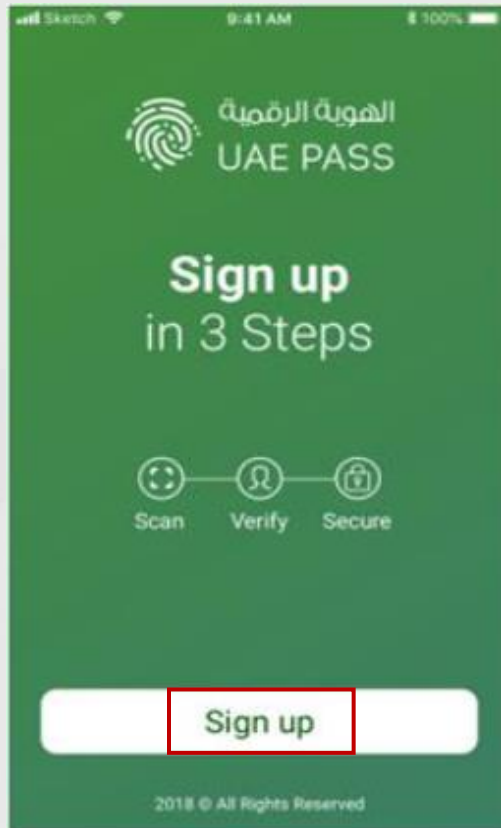 Sketch 9:41 AM 100%
الهوية الرقمية
UAE PASS
Sign up
in 3 Steps
Scan Verify Secure
Sign up
2018 © All Rights Reserved